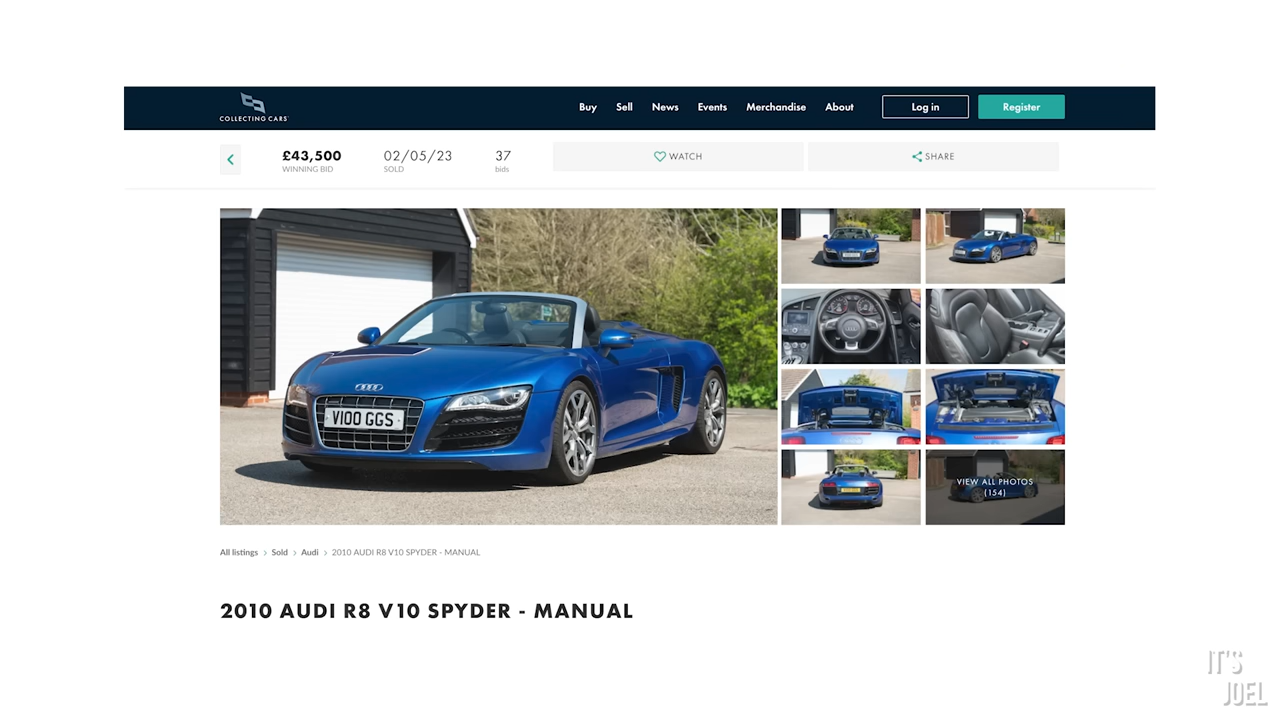 COLLECTING CARS
Buy Sell News Events Merchandise About Log in Register
£43,500 02/05/23 37 WATCH SHARE
WINNING BID SOLD bids
V100 GGS
VIEW ALL PHOTOS
(154)
All listings > Sold > Audi > 2010 AUDI R8 V10 SPYDER - MANUAL
2010 AUDI R8 V10 SPYDER - MANUAL
IT'S
JOEL